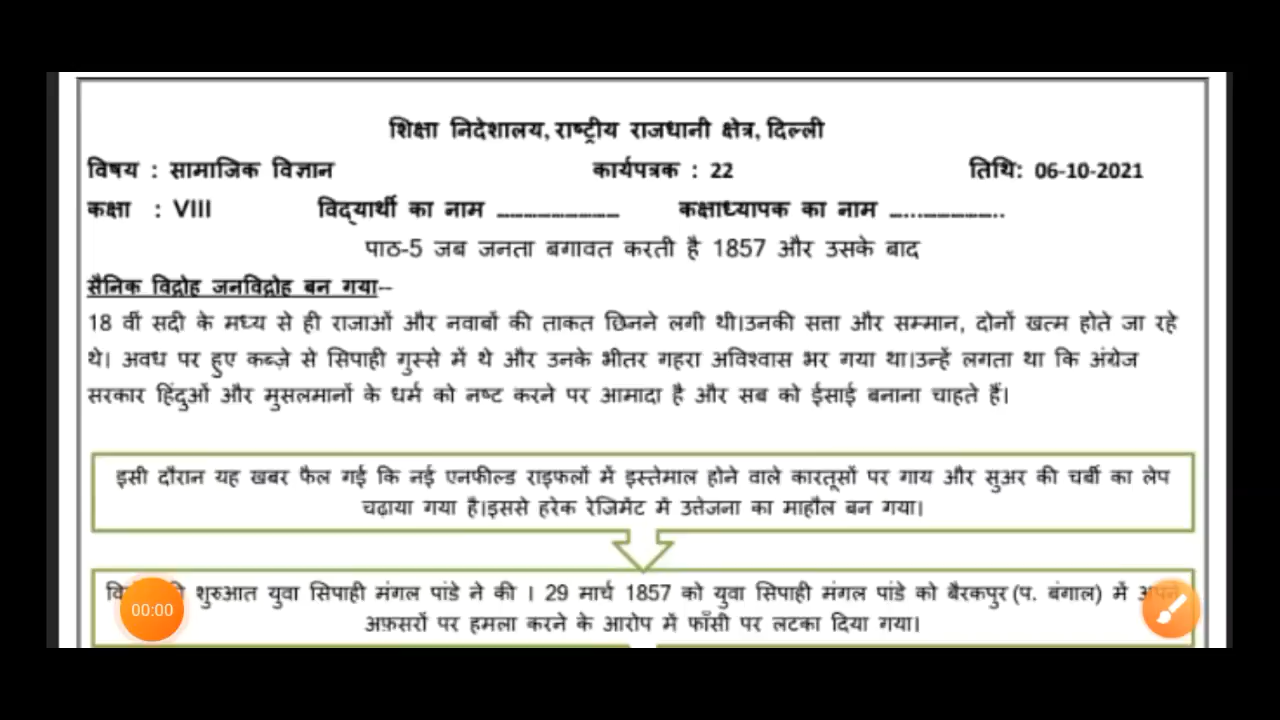 शिक्षा निदेशालय, राष्ट्रीय राजधानी क्षेत्र, दिल्ली
विषय : सामाजिक विज्ञान कार्यपत्रक : 22 तिथि: 06-10-2021
कक्षा : VIII विद्यार्थी का नाम ........................ कक्षाध्यापक का नाम ........................
पाठ-5 जब जनता बगावत करती है 1857 और उसके बाद
सैनिक विद्रोह जनविद्रोह बन गया--
18 वीं सदी के मध्य से ही राजाओं और नवाबों की ताकत छिनने लगी थी।उनकी सत्ता और सम्मान, दोनों खत्म होते जा रहे
थे। अवध पर हुए कब्ज़े से सिपाही गुस्से में थे और उनके भीतर गहरा अविश्वास भर गया था।उन्हें लगता था कि अंग्रेज
सरकार हिंदुओं और मुसलमानों के धर्म को नष्ट करने पर आमादा है और सब को ईसाई बनाना चाहते हैं।
इसी दौरान यह खबर फैल गई कि नई एनफील्ड राइफलों में इस्तेमाल होने वाले कारतूसों पर गाय और सुअर की चर्बी का लेप
चढ़ाया गया है।इससे हरेक रेजिमेंट में उत्तेजना का माहौल बन गया।
शुरुआत युवा सिपाही मंगल पांडे ने की । 29 मार्च 1857 को युवा सिपाही मंगल पांडे को बैरकपुर (प. बंगाल) में अपने
अफ़सरों पर हमला करने के आरोप में फाँसी पर लटका दिया गया।
00:00